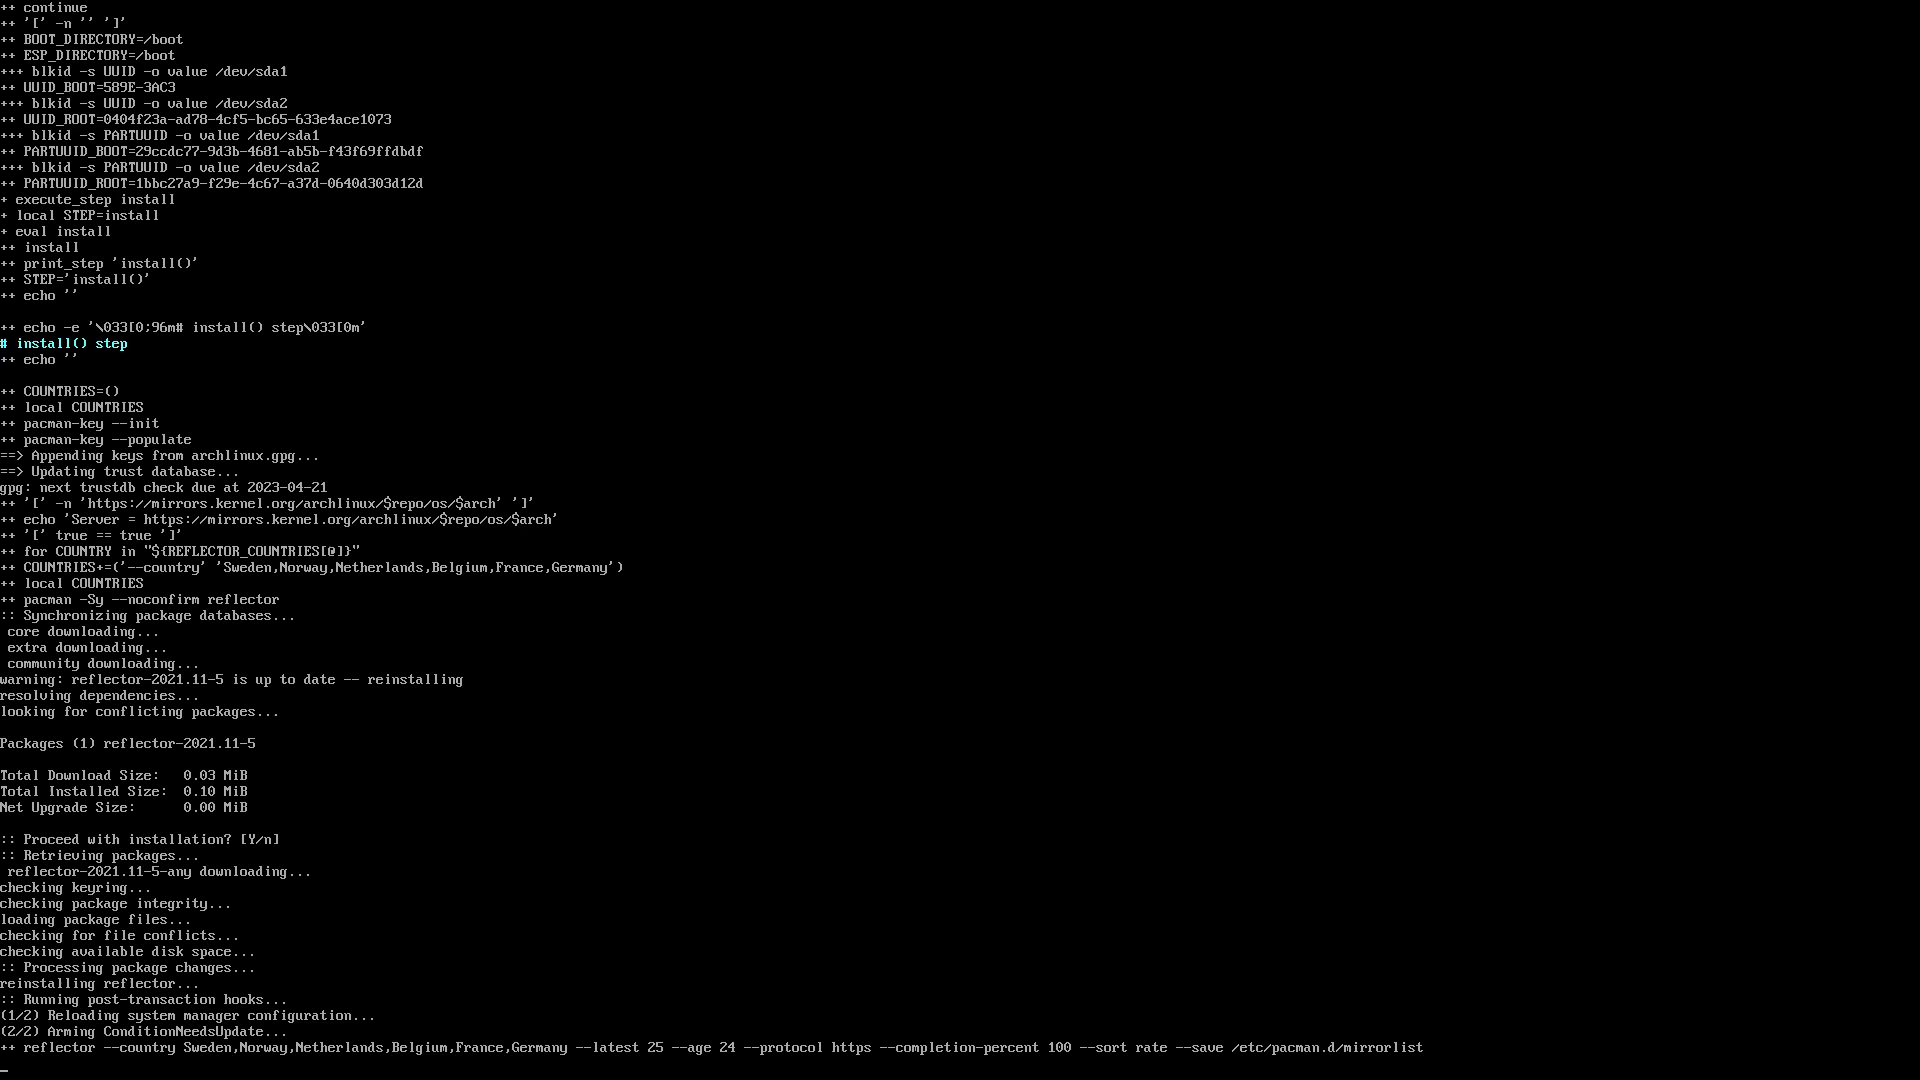 ++ continue
++ '[' -n '' ']'
++ BOOT_DIRECTORY=/boot
++ ESP_DIRECTORY=/boot
+++ blkid -s UUID -o value /dev/sda1
++ UUID_BOOT=589E-3AC3
+++ blkid -s UUID -o value /dev/sda2
++ UUID_ROOT=0404f23a-ad78-4cf5-bc65-633e4ace1073
+++ blkid -s PARTUUID -o value /dev/sda1
++ PARTUUID_BOOT=29ccdc77-9d3b-4681-ab5b-f43f69ffdbdf
+++ blkid -s PARTUUID -o value /dev/sda2
++ PARTUUID_ROOT=1bbc27a9-f29e-4c67-a37d-0640d303d12d
+ execute_step install
+ local STEP=install
+ eval install
++ install
++ print_step 'install()'
++ STEP='install()'
++ echo ''
++ echo -e '\033[0;96m# install() step\033[0m'
# install() step
++ echo ''
++ COUNTRIES=()
++ local COUNTRIES
++ pacman-key --init
++ pacman-key --populate
==> Appending keys from archlinux.gpg...
==> Updating trust database...
gpg: next trustdb check due at 2023-04-21
++ '[' -n 'https://mirrors.kernel.org/archlinux/$repo/os/$arch' ']'
++ echo 'Server = https://mirrors.kernel.org/archlinux/$repo/os/$arch'
++ '[' true == true ']'
++ for COUNTRY in "${REFLECTOR_COUNTRIES[@]}"
++ COUNTRIES+=('--country' 'Sweden,Norway,Netherlands,Belgium,France,Germany')
++ local COUNTRIES
++ pacman -Sy --noconfirm reflector
:: Synchronizing package databases...
core downloading...
extra downloading...
community downloading...
warning: reflector-2021.11-5 is up to date -- reinstalling
resolving dependencies...
looking for conflicting packages...
Packages (1) reflector-2021.11-5
Total Download Size:   0.03 MiB
Total Installed Size:  0.10 MiB
Net Upgrade Size:      0.00 MiB
:: Proceed with installation? [Y/n]
:: Retrieving packages...
reflector-2021.11-5-any downloading...
checking keyring...
checking package integrity...
loading package files...
checking for file conflicts...
checking available disk space...
:: Processing package changes...
reinstalling reflector...
:: Running post-transaction hooks...
(1/2) Reloading system manager configuration...
(2/2) Arming ConditionNeedsUpdate...
++ reflector --country Sweden,Norway,Netherlands,Belgium,France,Germany --latest 25 --age 24 --protocol https --completion-percent 100 --sort rate --save /etc/pacman.d/mirrorlist
_